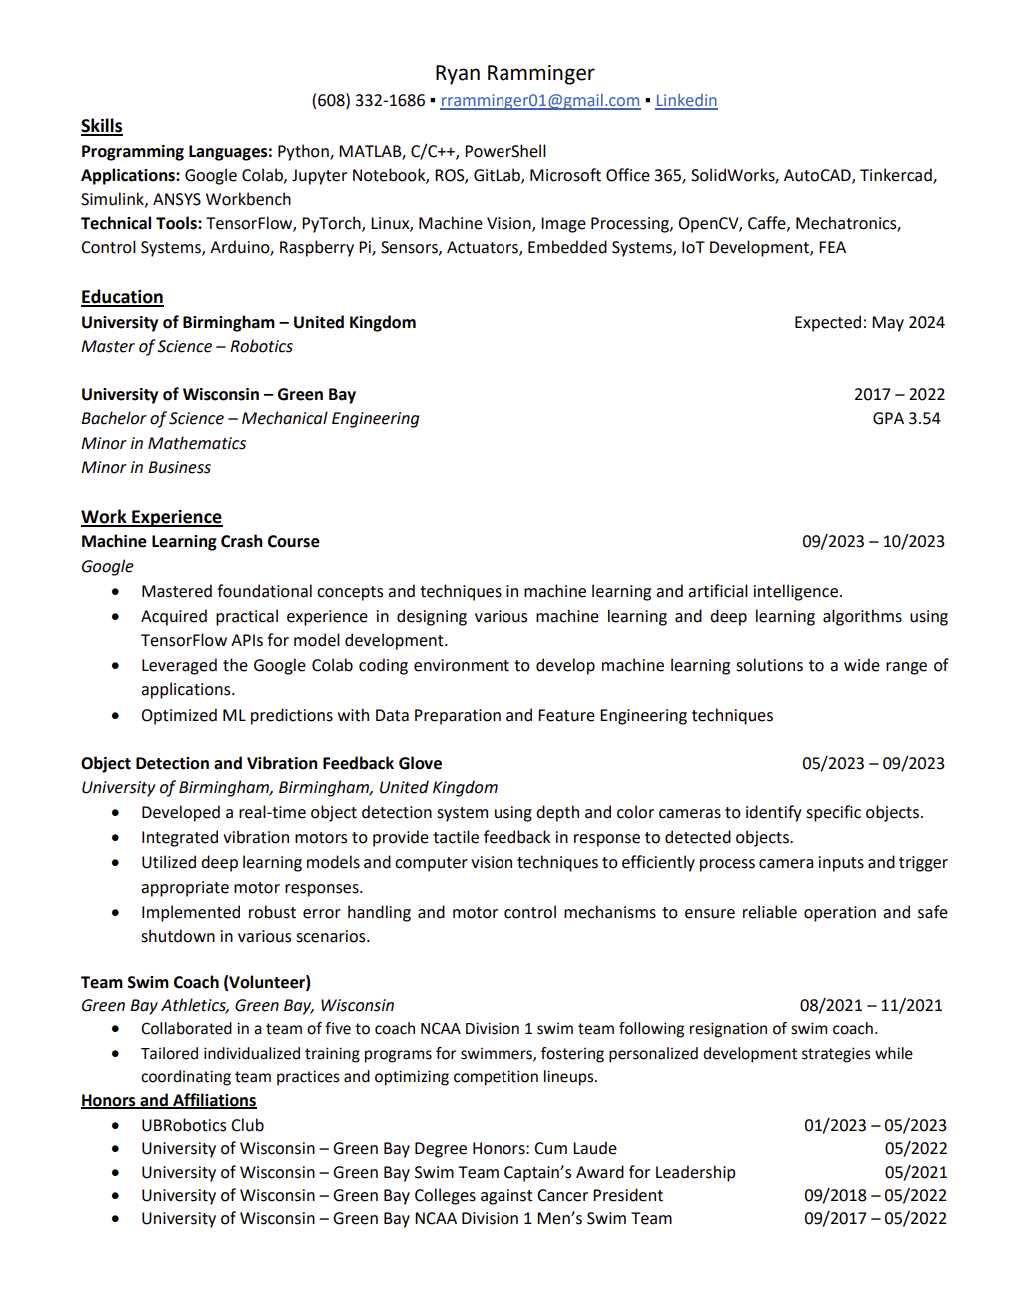 Ryan Ramminger
(608) 332-1686 ▪ rramminger01@gmail.com ▪ Linkedin
Skills
Programming Languages: Python, MATLAB, C/C++, PowerShell
Applications: Google Colab, Jupyter Notebook, ROS, GitLab, Microsoft Office 365, SolidWorks, AutoCAD, Tinkercad,
Simulink, ANSYS Workbench
Technical Tools: TensorFlow, PyTorch, Linux, Machine Vision, Image Processing, OpenCV, Caffe, Mechatronics,
Control Systems, Arduino, Raspberry Pi, Sensors, Actuators, Embedded Systems, IoT Development, FEA
Education
University of Birmingham – United Kingdom Expected: May 2024
Master of Science – Robotics
University of Wisconsin – Green Bay 2017 – 2022
Bachelor of Science – Mechanical Engineering GPA 3.54
Minor in Mathematics
Minor in Business
Work Experience
Machine Learning Crash Course 09/2023 – 10/2023
Google
• Mastered foundational concepts and techniques in machine learning and artificial intelligence.
• Acquired practical experience in designing various machine learning and deep learning algorithms using
TensorFlow APIs for model development.
• Leveraged the Google Colab coding environment to develop machine learning solutions to a wide range of
applications.
• Optimized ML predictions with Data Preparation and Feature Engineering techniques
Object Detection and Vibration Feedback Glove 05/2023 – 09/2023
University of Birmingham, Birmingham, United Kingdom
• Developed a real-time object detection system using depth and color cameras to identify specific objects.
• Integrated vibration motors to provide tactile feedback in response to detected objects.
• Utilized deep learning models and computer vision techniques to efficiently process camera inputs and trigger
appropriate motor responses.
• Implemented robust error handling and motor control mechanisms to ensure reliable operation and safe
shutdown in various scenarios.
Team Swim Coach (Volunteer)
Green Bay Athletics, Green Bay, Wisconsin 08/2021 – 11/2021
• Collaborated in a team of five to coach NCAA Division 1 swim team following resignation of swim coach.
• Tailored individualized training programs for swimmers, fostering personalized development strategies while
coordinating team practices and optimizing competition lineups.
Honors and Affiliations
• UBRobotics Club 01/2023 – 05/2023
• University of Wisconsin – Green Bay Degree Honors: Cum Laude 05/2022
• University of Wisconsin – Green Bay Swim Team Captain’s Award for Leadership 05/2021
• University of Wisconsin – Green Bay Colleges against Cancer President 09/2018 – 05/2022
• University of Wisconsin – Green Bay NCAA Division 1 Men’s Swim Team 09/2017 – 05/2022